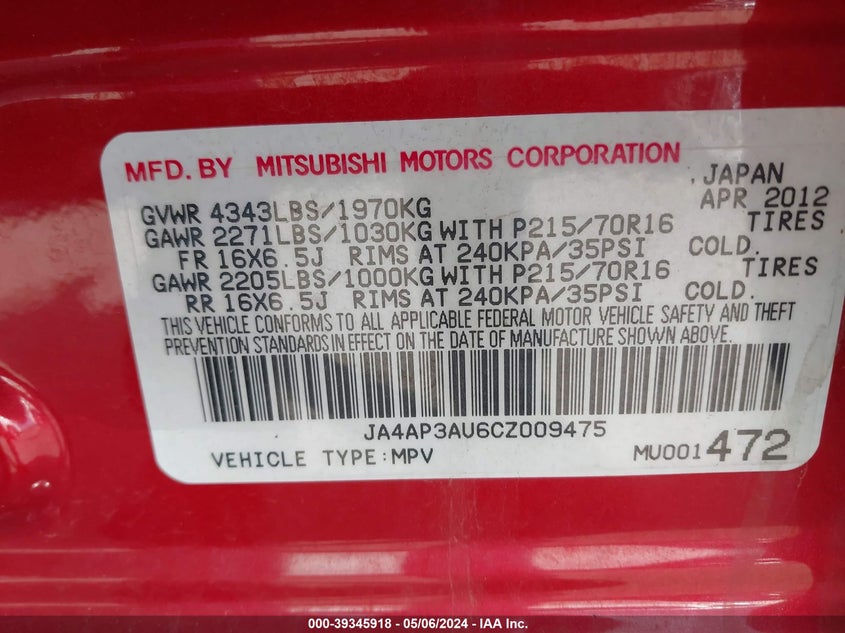 MFD. BY MITSUBISHI MOTORS CORPORATION
JAPAN
GVWR 4343LBS/1970KG APR 2012
GAWR 2271LBS/1030KG WITH P215/70R16 TIRES
FR 16X6.5J RIMS AT 240KPA/35PSI COLD.
GAWR 2205LBS/1000KG WITH P215/70R16 TIRES
RR 16X6.5J RIMS AT 240KPA/35PSI COLD.
THIS VEHICLE CONFORMS TO ALL APPLICABLE FEDERAL MOTOR VEHICLE SAFETY AND THEFT
PREVENTION STANDARDS IN EFFECT ON THE DATE OF MANUFACTURE SHOWN ABOVE.
JA4AP3AU6CZ009475
VEHICLE TYPE:MPV MU001472
000-39345918 - 05/06/2024 - IAA Inc.